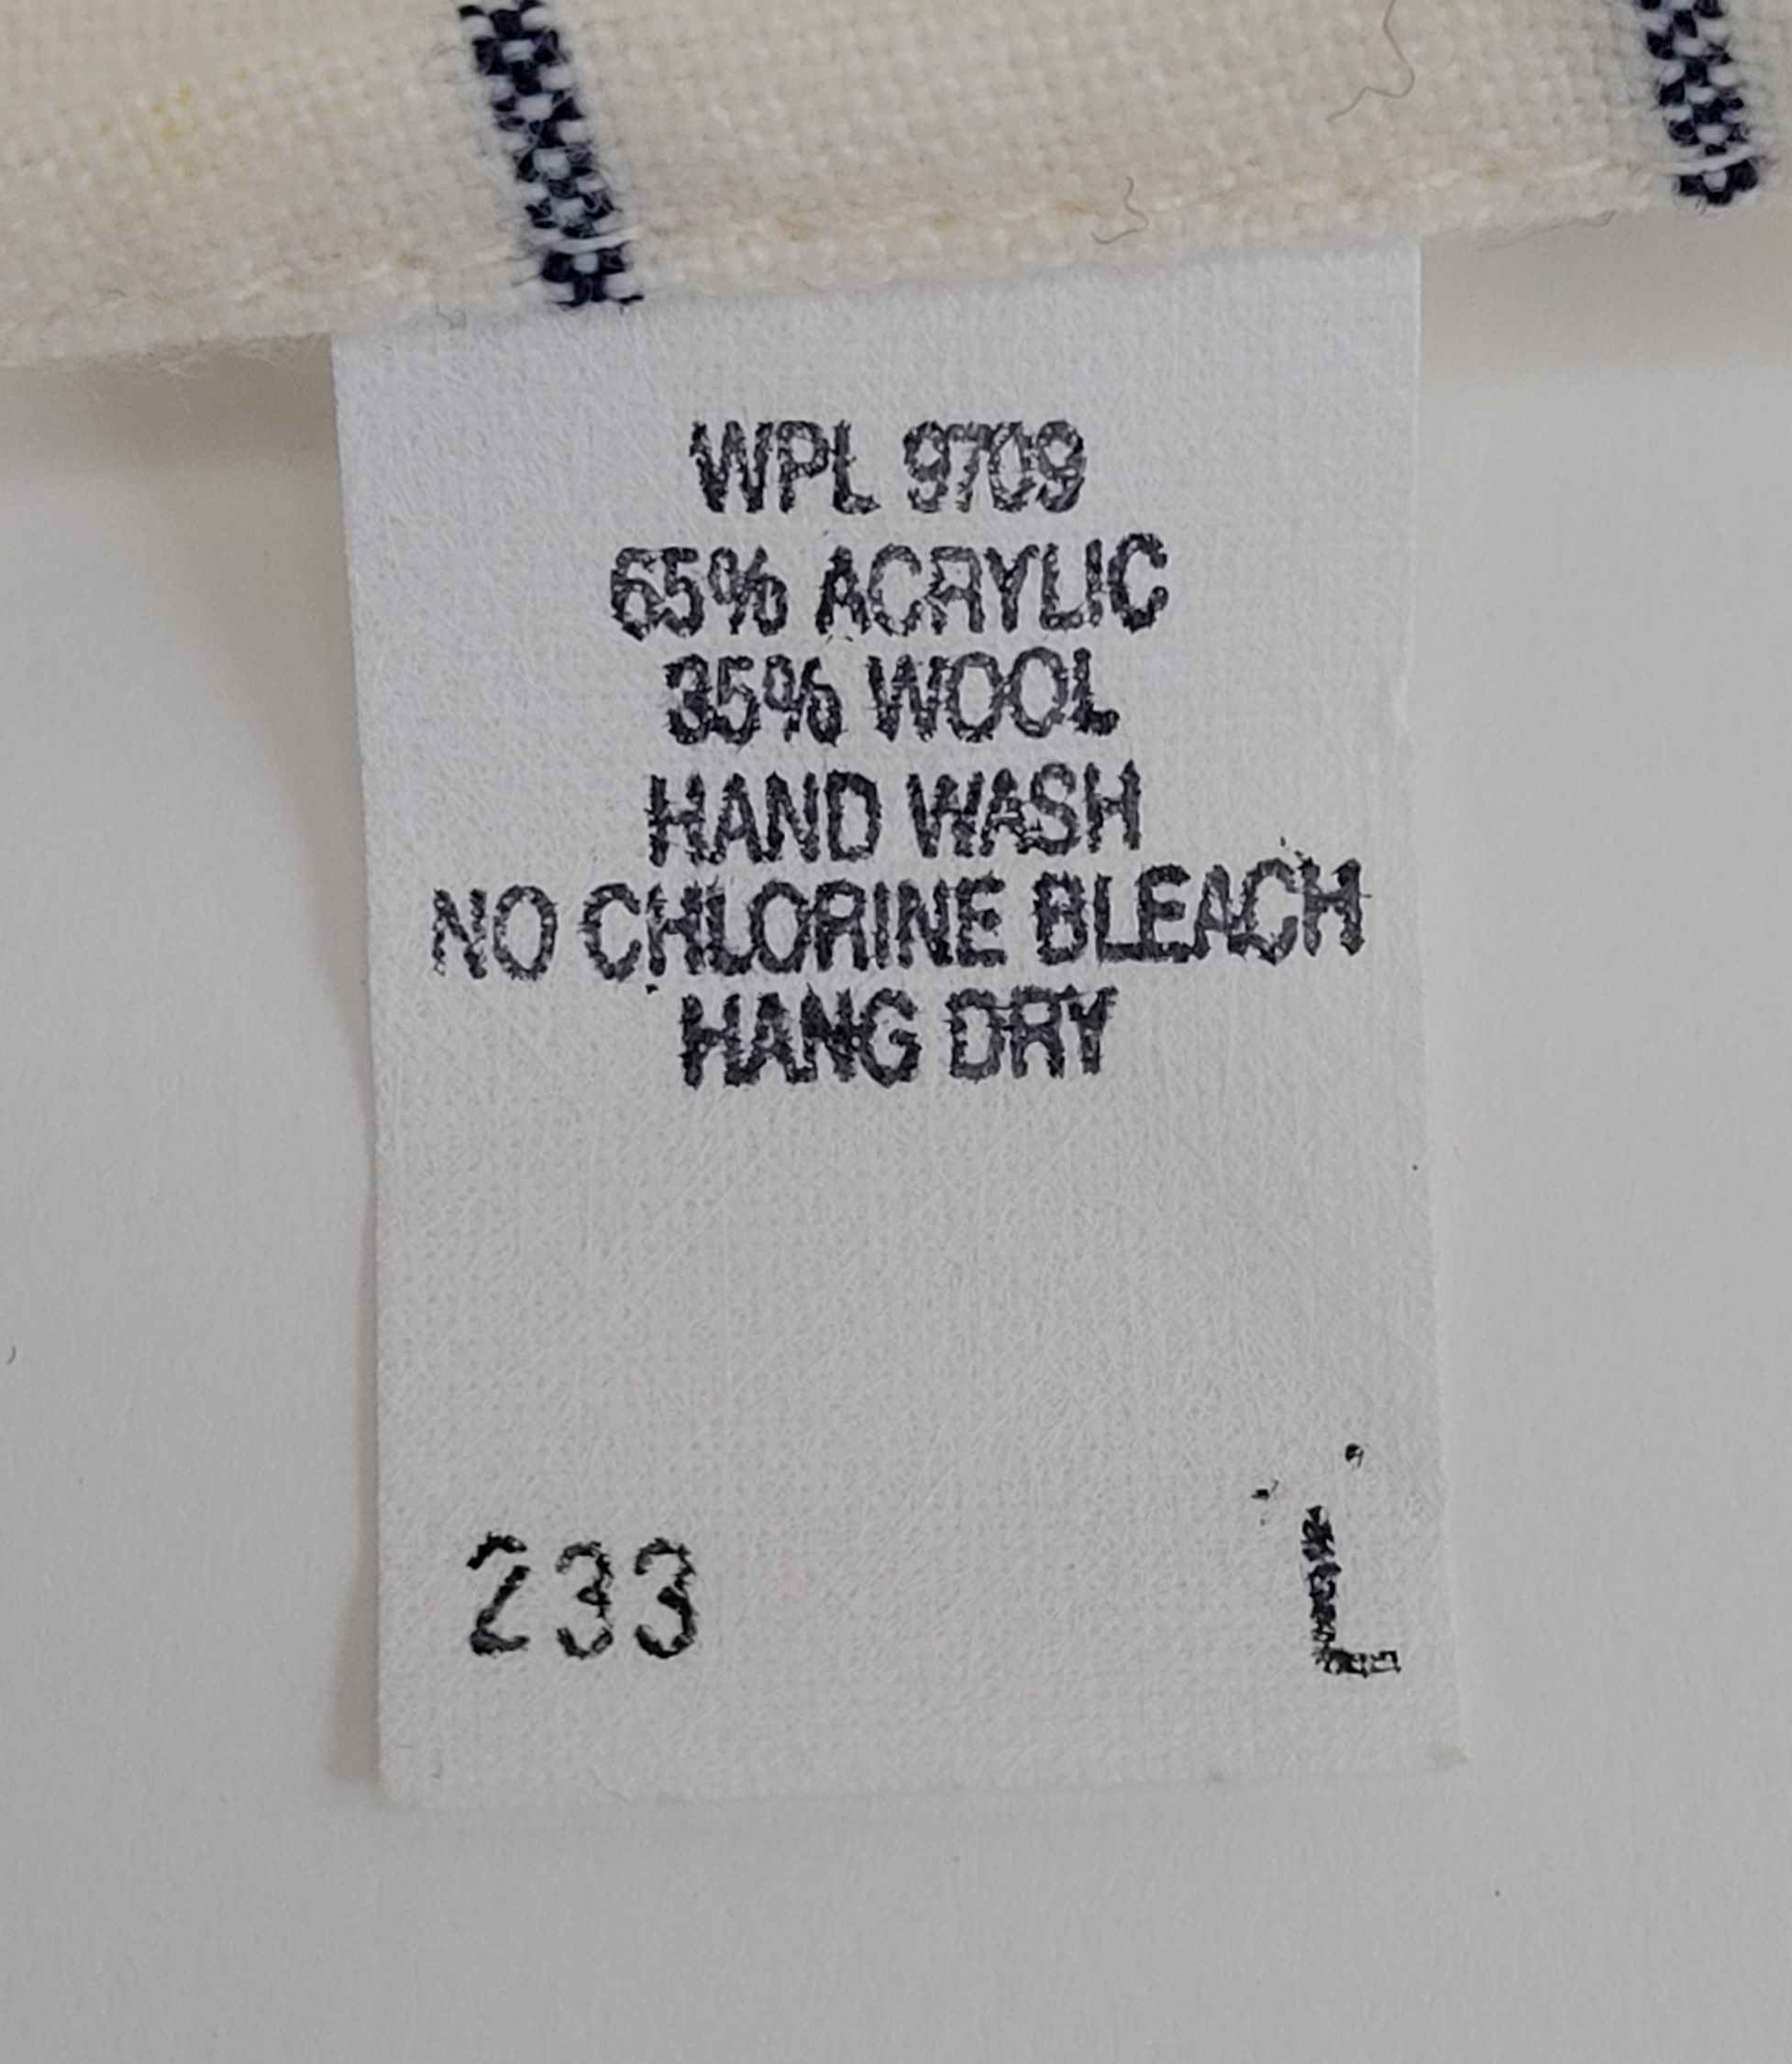 WPL 9709
65% ACRYLIC
35% WOOL
HAND WASH
NO CHLORINE BLEACH
HANG DRY
233 L